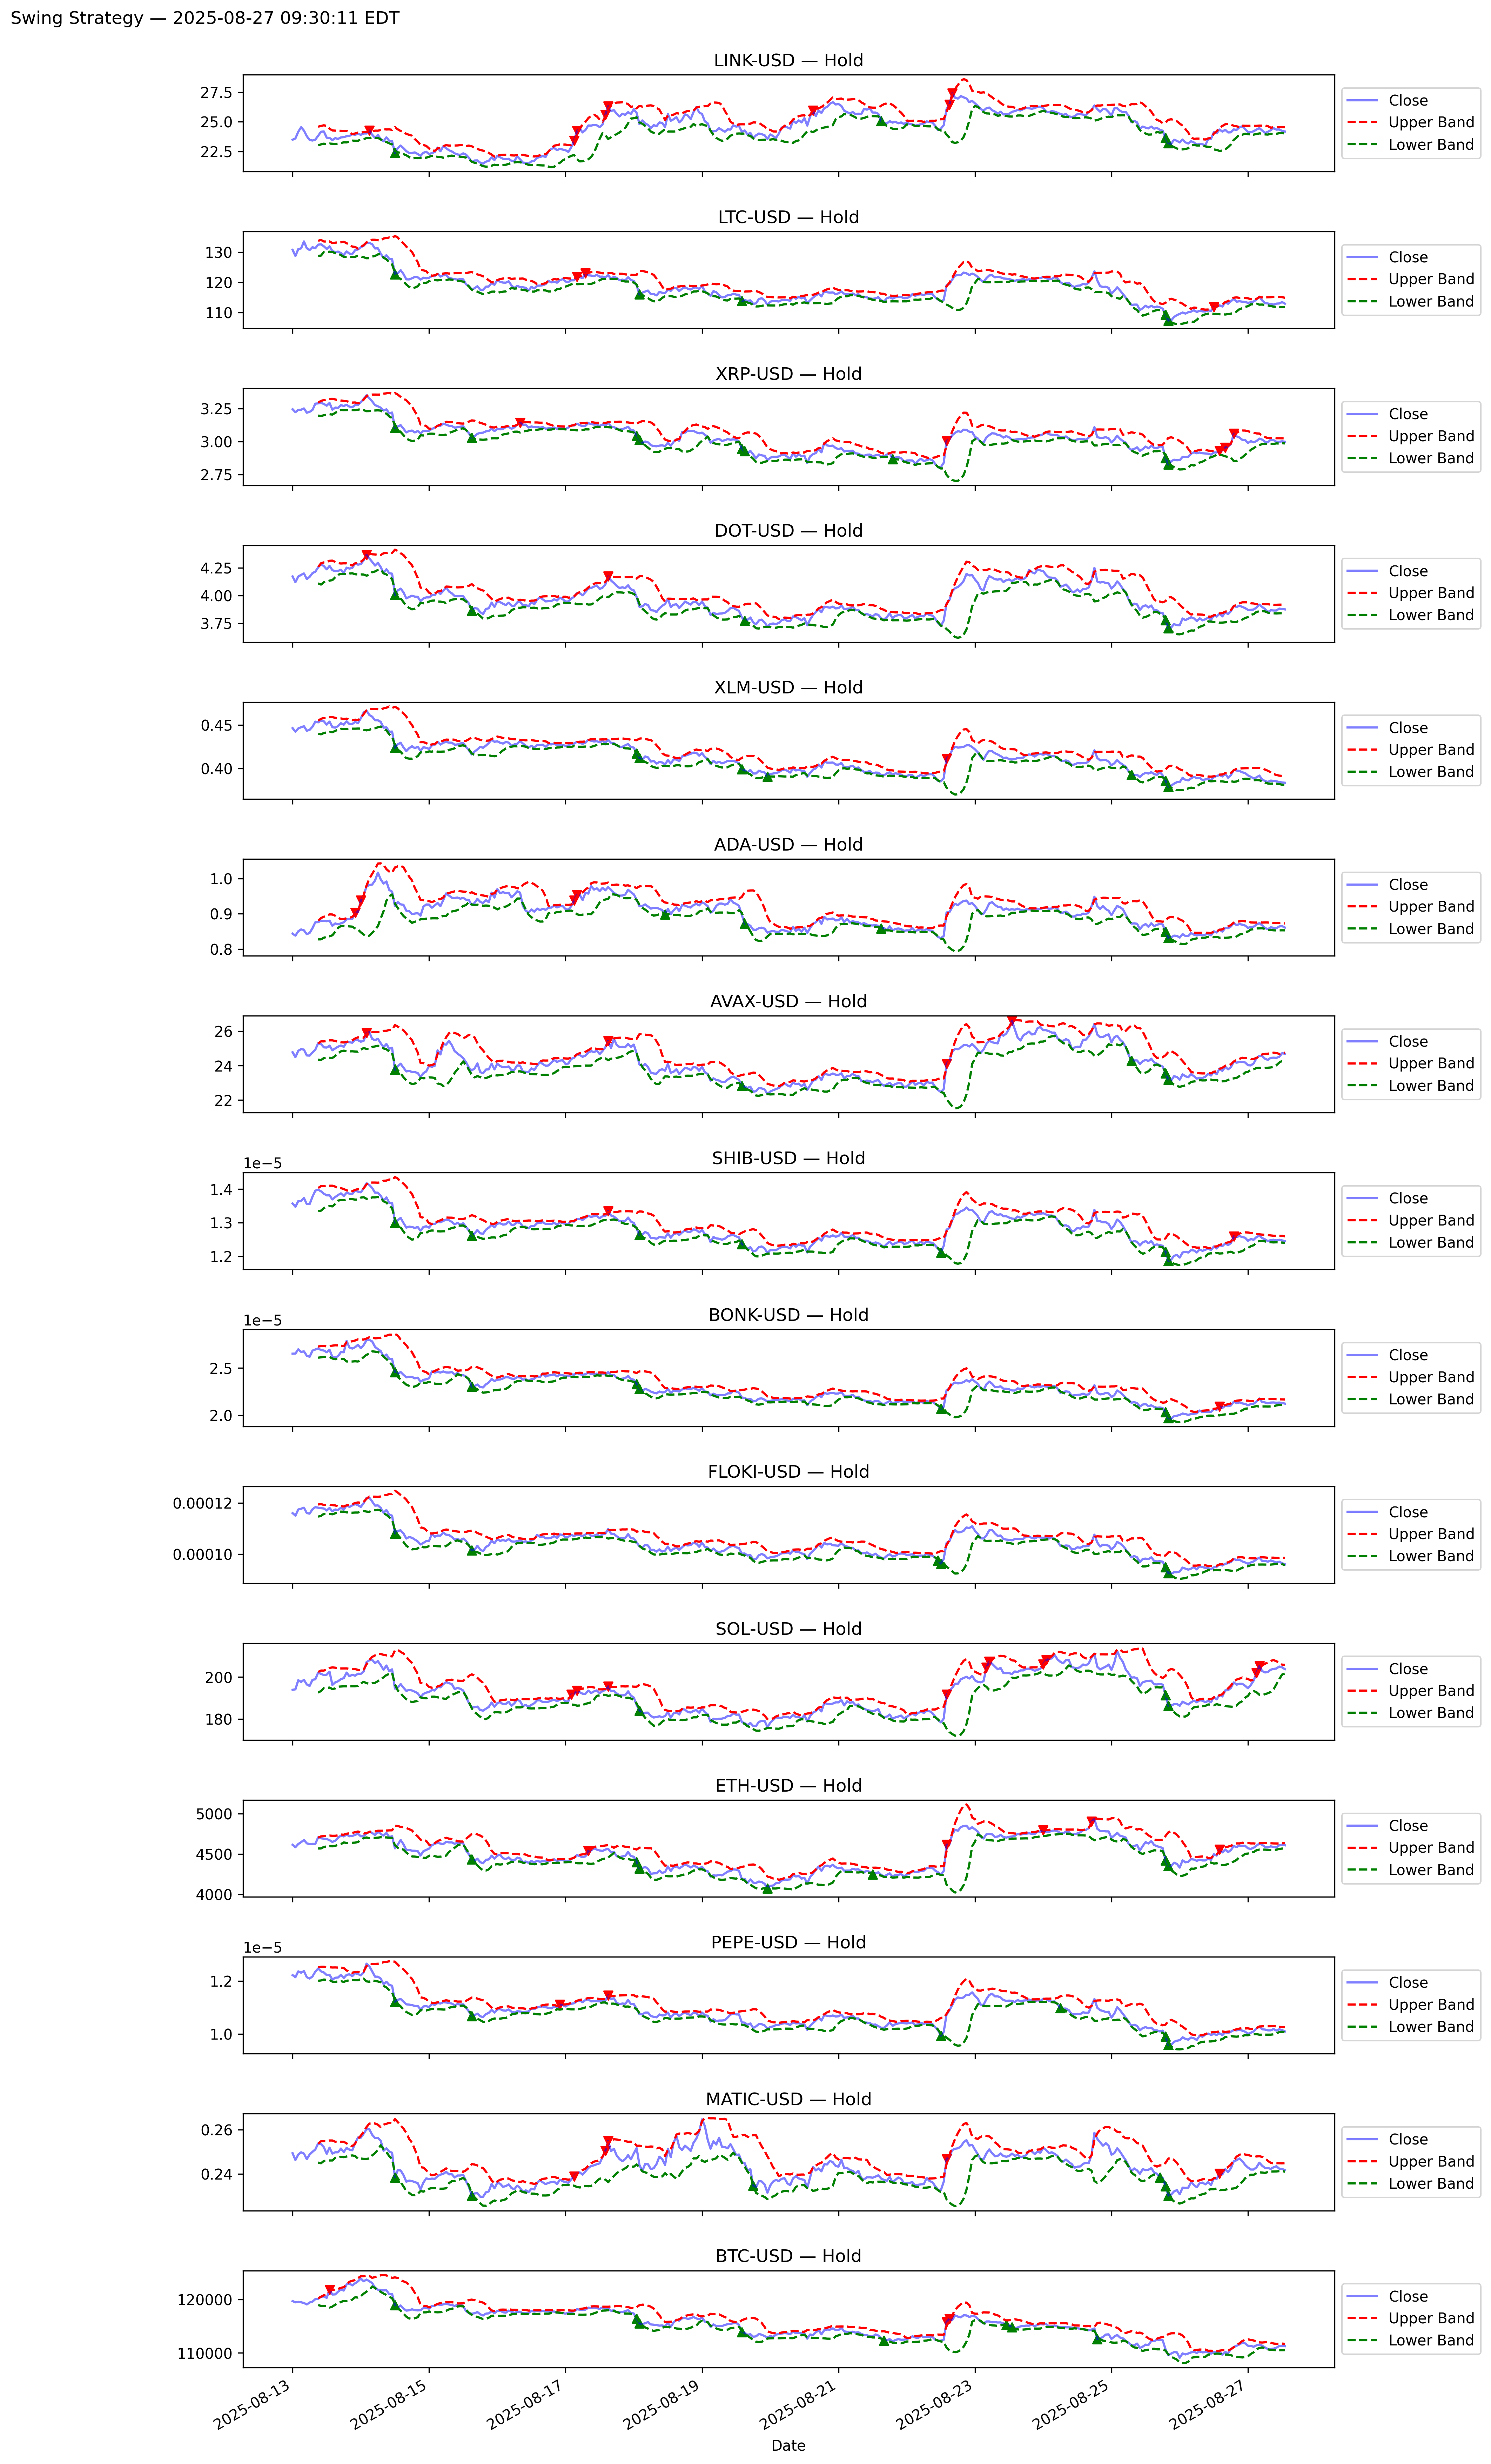 Swing Strategy — 2025-08-27 09:30:11 EDT
LINK-USD — Hold
27.5
25.0
22.5
Close
Upper Band
Lower Band
LTC-USD — Hold
130
120
110
Close
Upper Band
Lower Band
XRP-USD — Hold
3.25
3.00
2.75
Close
Upper Band
Lower Band
DOT-USD — Hold
4.25
4.00
3.75
Close
Upper Band
Lower Band
XLM-USD — Hold
0.45
0.40
Close
Upper Band
Lower Band
ADA-USD — Hold
1.0
0.9
0.8
Close
Upper Band
Lower Band
AVAX-USD — Hold
26
24
22
Close
Upper Band
Lower Band
SHIB-USD — Hold
1e−5
1.4
1.3
1.2
Close
Upper Band
Lower Band
BONK-USD — Hold
1e−5
2.5
2.0
Close
Upper Band
Lower Band
FLOKI-USD — Hold
0.00012
0.00010
Close
Upper Band
Lower Band
SOL-USD — Hold
200
180
Close
Upper Band
Lower Band
ETH-USD — Hold
5000
4500
4000
Close
Upper Band
Lower Band
PEPE-USD — Hold
1e−5
1.2
1.0
Close
Upper Band
Lower Band
MATIC-USD — Hold
0.26
0.24
Close
Upper Band
Lower Band
BTC-USD — Hold
120000
110000
Close
Upper Band
Lower Band
2025-08-13
2025-08-15
2025-08-17
2025-08-19
2025-08-21
2025-08-23
2025-08-25
2025-08-27
Date